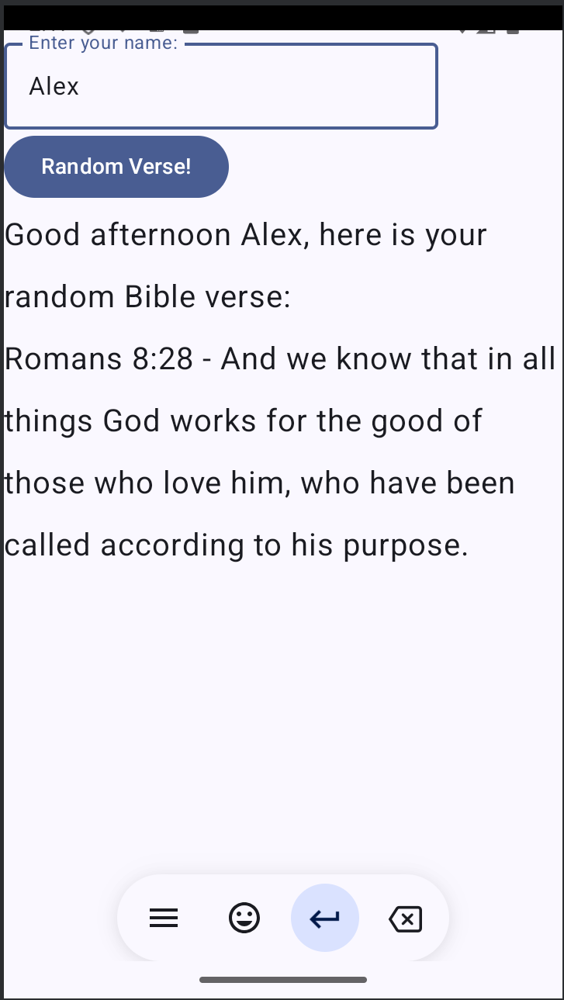 Enter your name:
Alex
Random Verse!
Good afternoon Alex, here is your
random Bible verse:
Romans 8:28 - And we know that in all
things God works for the good of
those who love him, who have been
called according to his purpose.